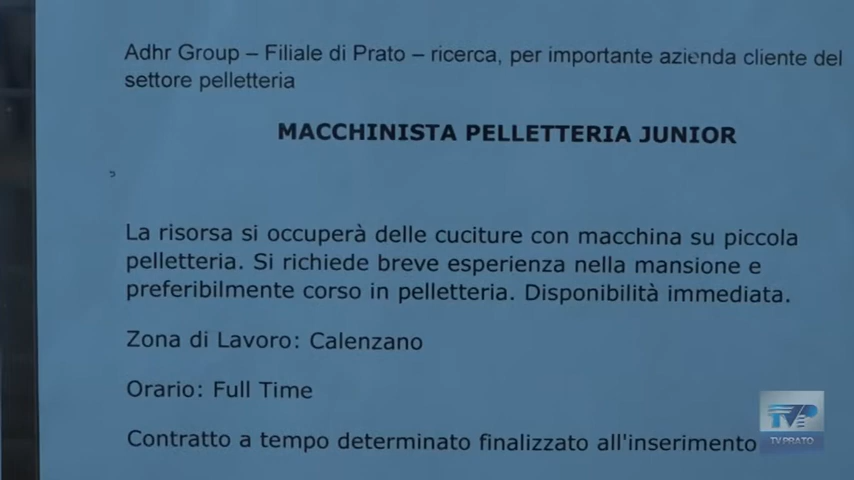 Adhr Group – Filiale di Prato – ricerca, per importante azienda cliente del
settore pelletteria
MACCHINISTA PELLETTERIA JUNIOR
La risorsa si occuperà delle cuciture con macchina su piccola
pelletteria. Si richiede breve esperienza nella mansione e
preferibilmente corso in pelletteria. Disponibilità immediata.
Zona di Lavoro: Calenzano
Orario: Full Time
Contratto a tempo determinato finalizzato all'inserimento
TVP
TV PRATO